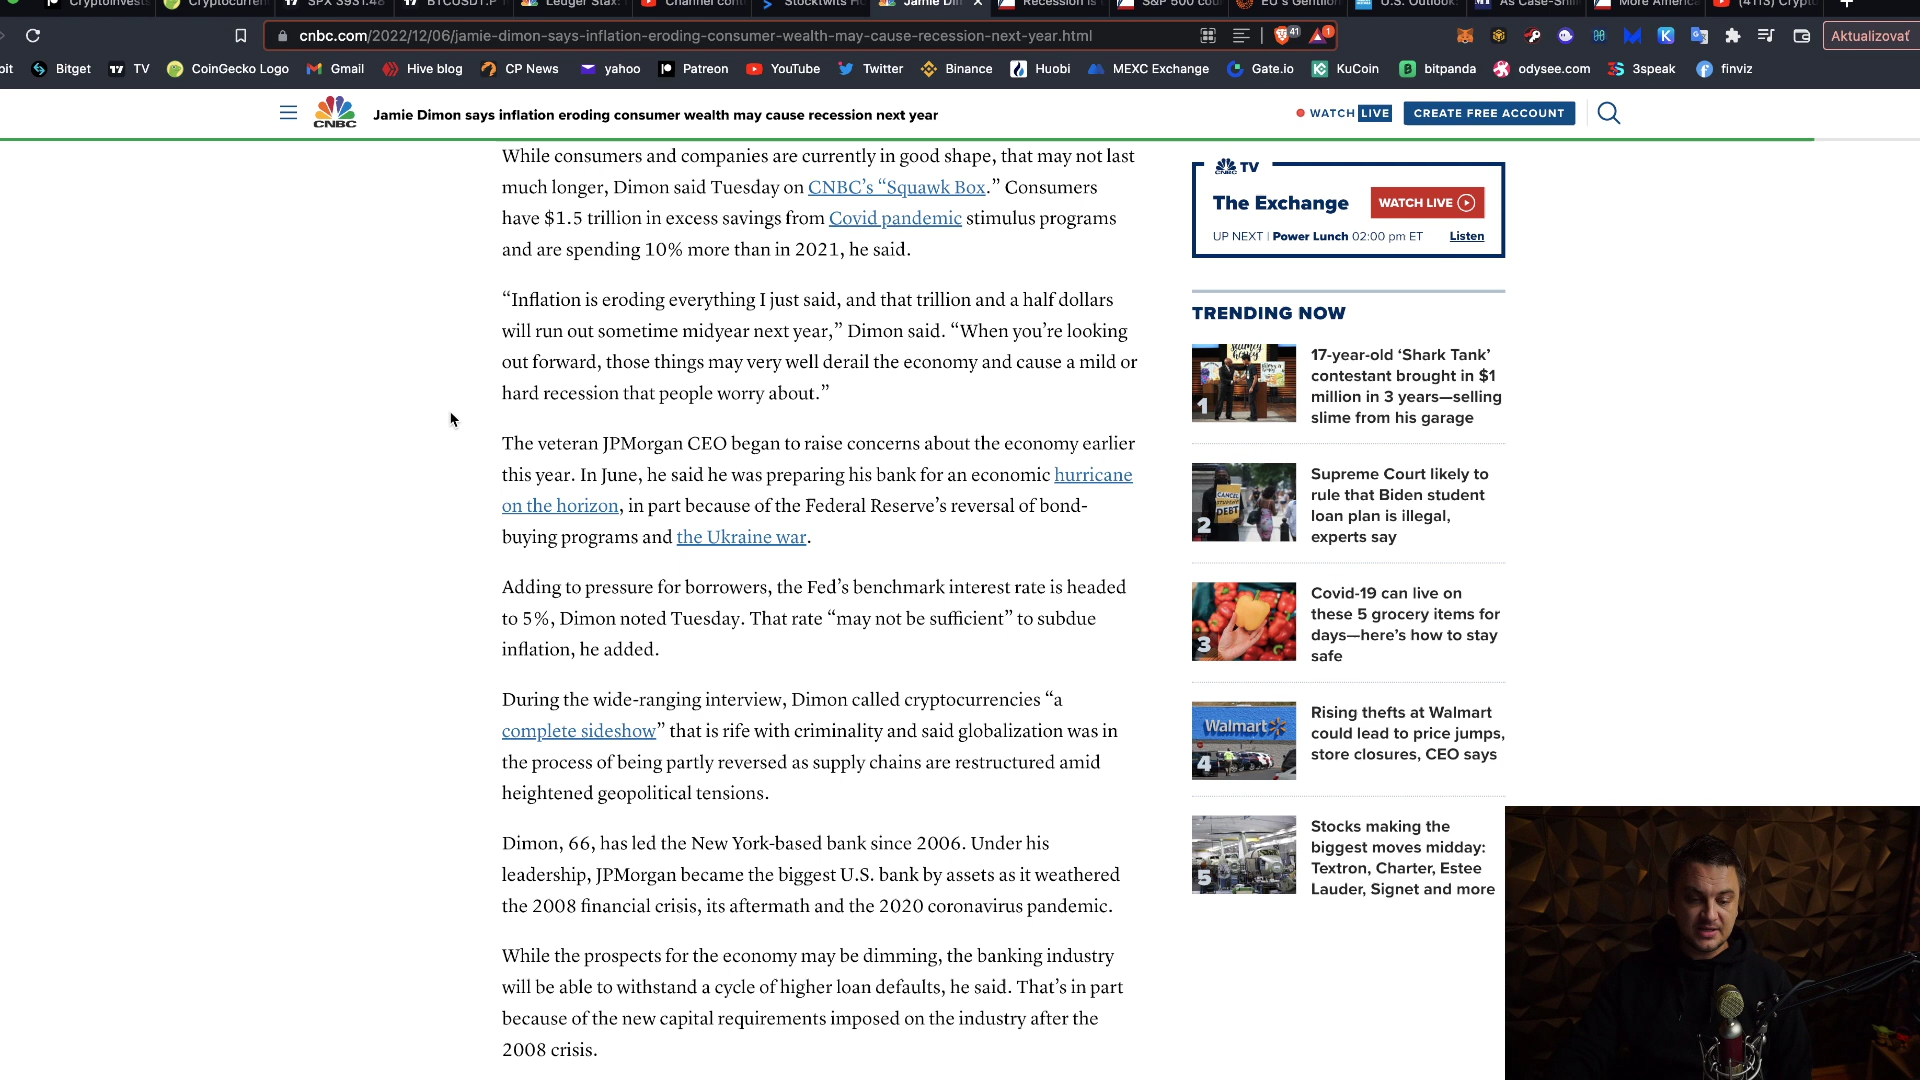 CryptoInvest
Cryptocurren
SPX 3931.48
BTCUSDT.P
Ledger Stax:
Channel cont
Stocktwits H
Jamie Dim
Recession is
S&P 500 cou
EU's Gentilon
U.S. Outlook:
As Case-Shill
More America
(4113) Crypto
cnbc.com/2022/12/06/jamie-dimon-says-inflation-eroding-consumer-wealth-may-cause-recession-next-year.html
41
1
Aktualizovať
Bitget
TV
CoinGecko Logo
Gmail
Hive blog
CP News
yahoo
Patreon
YouTube
Twitter
Binance
Huobi
MEXC Exchange
Gate.io
KuCoin
bitpanda
odysee.com
3speak
finviz
CNBC
Jamie Dimon says inflation eroding consumer wealth may cause recession next year
WATCH LIVE
CREATE FREE ACCOUNT
While consumers and companies are currently in good shape, that may not last
much longer, Dimon said Tuesday on CNBC's “Squawk Box.” Consumers
have $1.5 trillion in excess savings from Covid pandemic stimulus programs
and are spending 10% more than in 2021, he said.
“Inflation is eroding everything I just said, and that trillion and a half dollars
will run out sometime midyear next year,” Dimon said. “When you’re looking
out forward, those things may very well derail the economy and cause a mild or
hard recession that people worry about.”
The veteran JPMorgan CEO began to raise concerns about the economy earlier
this year. In June, he said he was preparing his bank for an economic hurricane
on the horizon, in part because of the Federal Reserve’s reversal of bond-
buying programs and the Ukraine war.
Adding to pressure for borrowers, the Fed’s benchmark interest rate is headed
to 5%, Dimon noted Tuesday. That rate “may not be sufficient” to subdue
inflation, he added.
During the wide-ranging interview, Dimon called cryptocurrencies “a
complete sideshow” that is rife with criminality and said globalization was in
the process of being partly reversed as supply chains are restructured amid
heightened geopolitical tensions.
Dimon, 66, has led the New York-based bank since 2006. Under his
leadership, JPMorgan became the biggest U.S. bank by assets as it weathered
the 2008 financial crisis, its aftermath and the 2020 coronavirus pandemic.
While the prospects for the economy may be dimming, the banking industry
will be able to withstand a cycle of higher loan defaults, he said. That’s in part
because of the new capital requirements imposed on the industry after the
2008 crisis.
CNBC TV
The Exchange
WATCH LIVE
UP NEXT | Power Lunch 02:00 pm ET
Listen
TRENDING NOW
1
17-year-old ‘Shark Tank’
contestant brought in $1
million in 3 years—selling
slime from his garage
CANCEL
STUDENT
DEBT
2
Supreme Court likely to
rule that Biden student
loan plan is illegal,
experts say
3
Covid-19 can live on
these 5 grocery items for
days—here’s how to stay
safe
Walmart
4
Rising thefts at Walmart
could lead to price jumps,
store closures, CEO says
5
Stocks making the
biggest moves midday:
Textron, Charter, Estee
Lauder, Signet and more